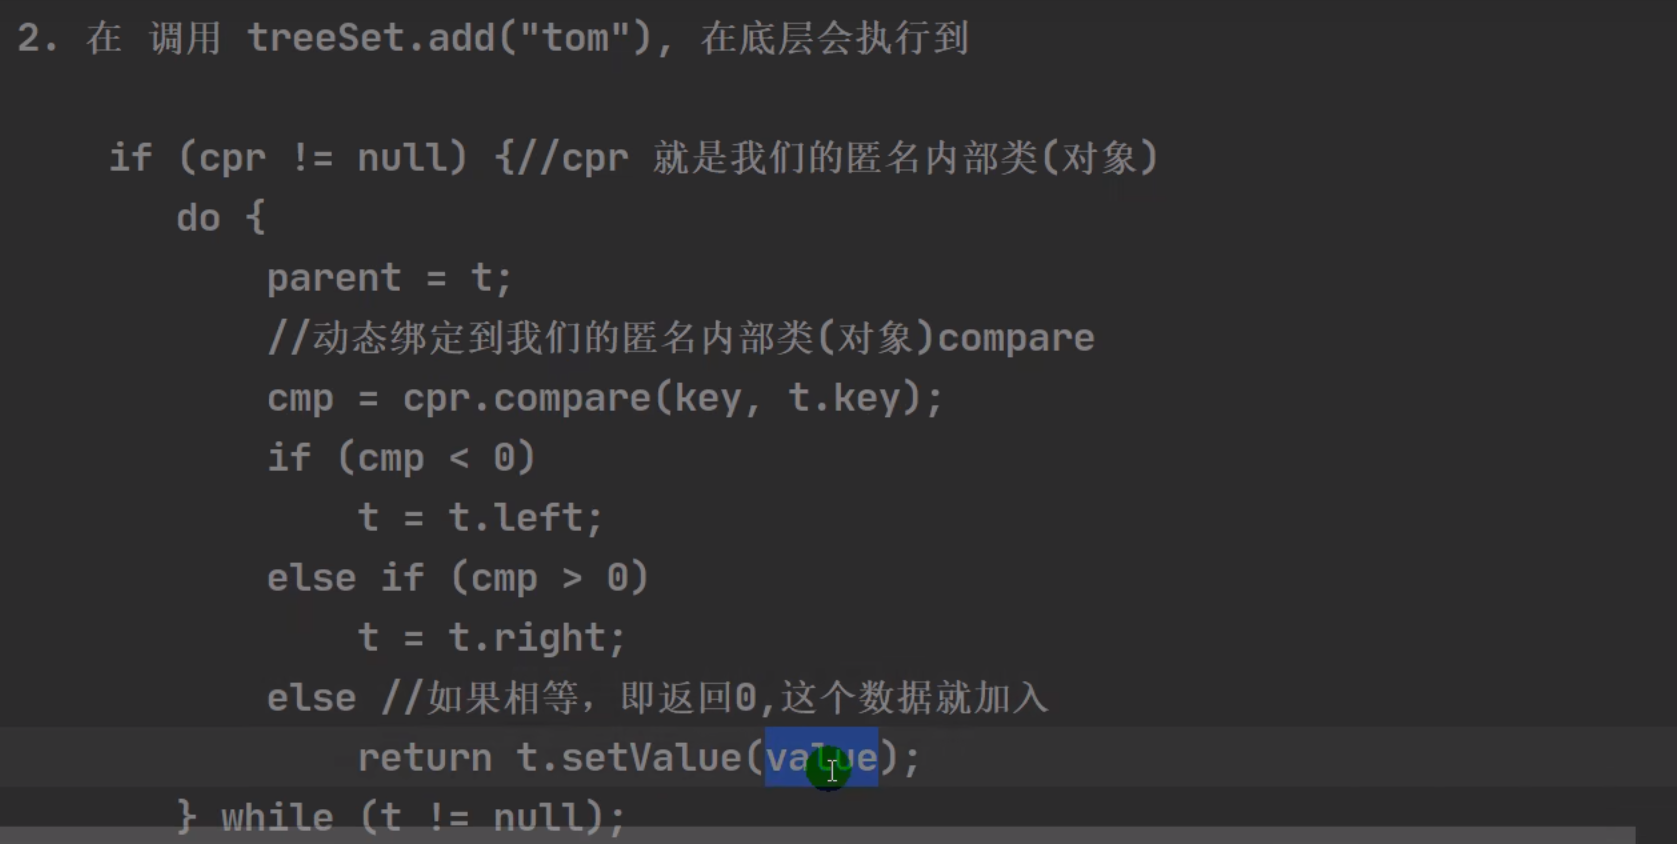 2. 在 调用 treeSet.add("tom"), 在底层会执行到
if (cpr != null) {//cpr 就是我们的匿名内部类(对象)
do {
parent = t;
//动态绑定到我们的匿名内部类(对象)compare
cmp = cpr.compare(key, t.key);
if (cmp < 0)
t = t.left;
else if (cmp > 0)
t = t.right;
else //如果相等，即返回0,这个数据就加入
return t.setValue(value);
} while (t != null);